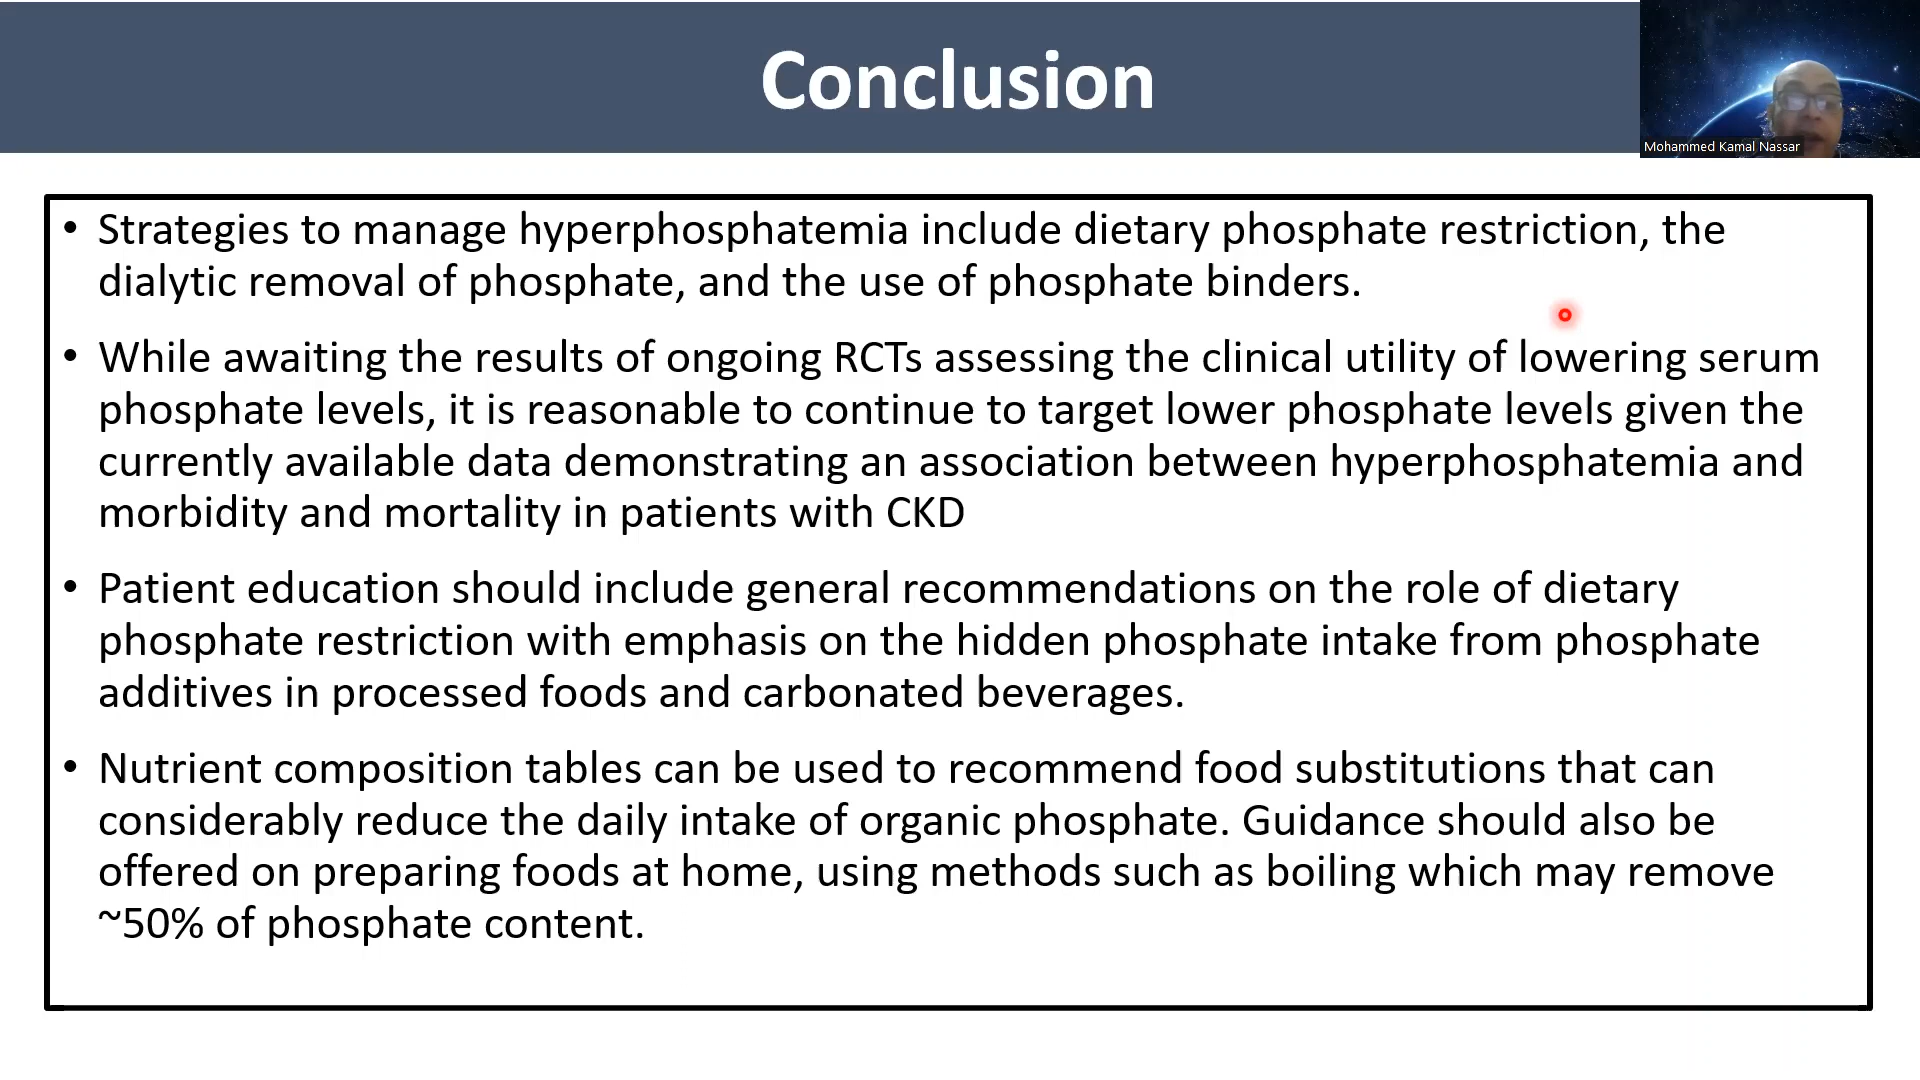 Conclusion
Mohammed Kamal Nassar
• Strategies to manage hyperphosphatemia include dietary phosphate restriction, the
dialytic removal of phosphate, and the use of phosphate binders.
• While awaiting the results of ongoing RCTs assessing the clinical utility of lowering serum
phosphate levels, it is reasonable to continue to target lower phosphate levels given the
currently available data demonstrating an association between hyperphosphatemia and
morbidity and mortality in patients with CKD
• Patient education should include general recommendations on the role of dietary
phosphate restriction with emphasis on the hidden phosphate intake from phosphate
additives in processed foods and carbonated beverages.
• Nutrient composition tables can be used to recommend food substitutions that can
considerably reduce the daily intake of organic phosphate. Guidance should also be
offered on preparing foods at home, using methods such as boiling which may remove
~50% of phosphate content.